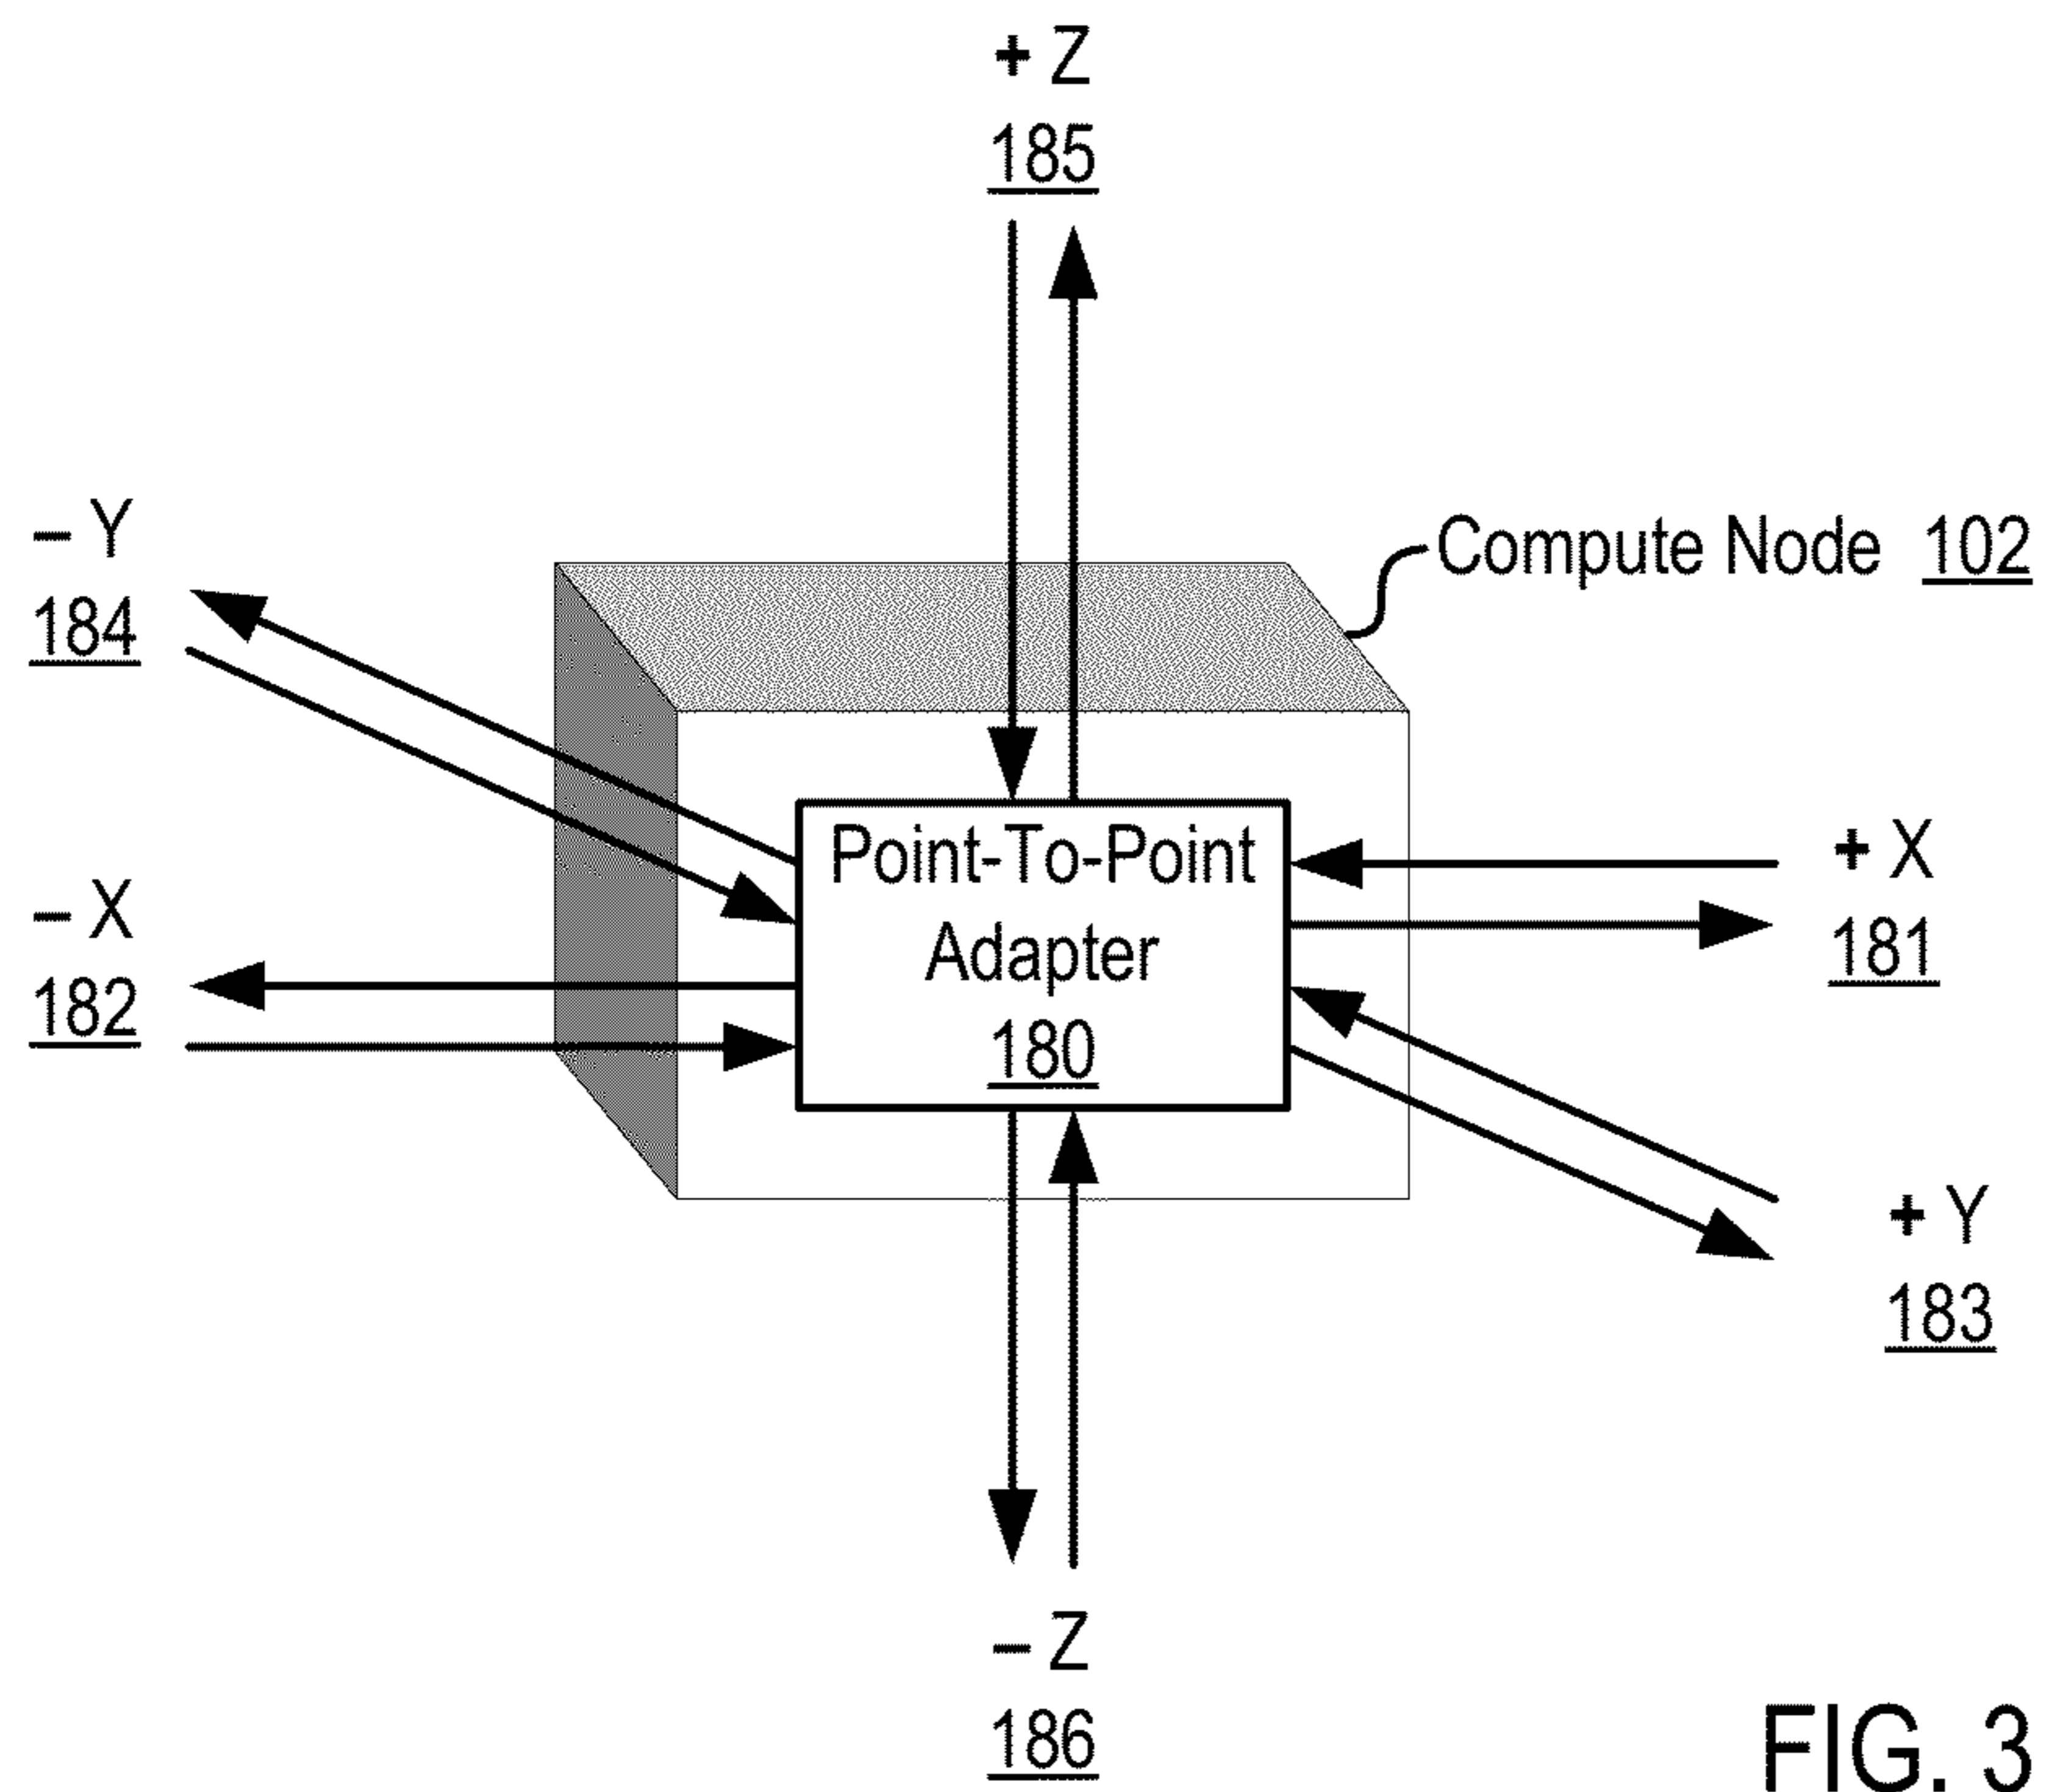 + Z
185
– Y
184
Compute Node 102
– X
182
Point-To-Point
Adapter
180
+ X
181
+ Y
183
– Z
186
FIG. 3